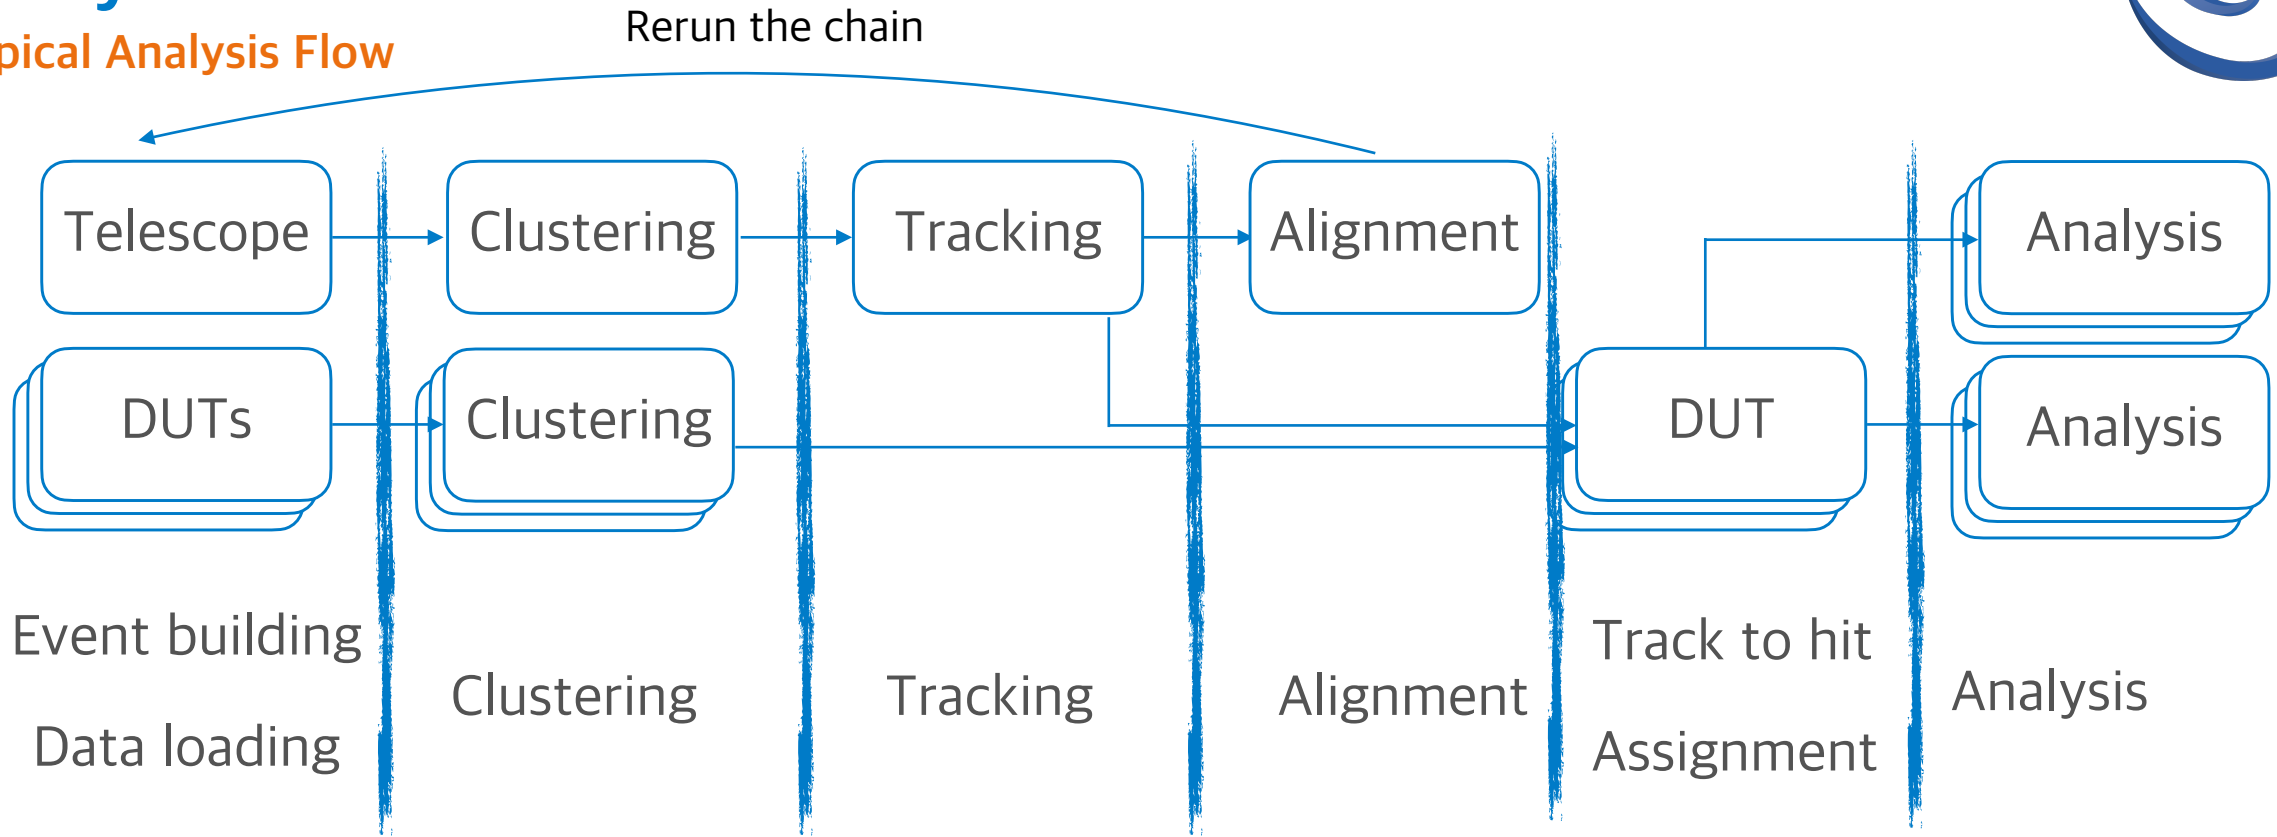 Analysis Flow
Rerun the chain
Telescope
Clustering
Tracking
Alignment
Analysis
DUTs
Clustering
DUT
Analysis
Event building
Data loading
Clustering
Tracking
Alignment
Track to hit
Assignment
Analysis